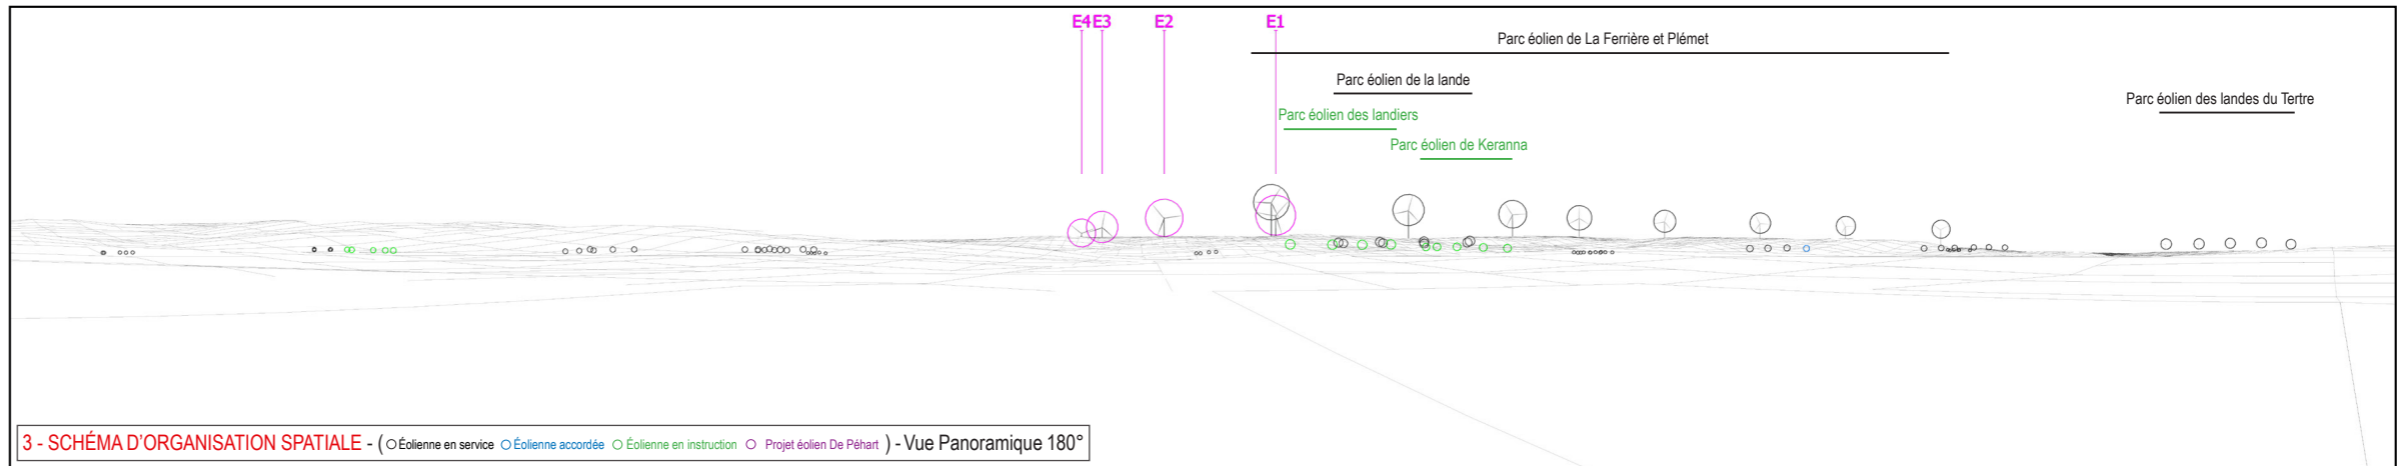 E4 E3 E2 E1
Parc éolien de La Ferrière et Plémet
Parc éolien de la lande
Parc éolien des landes du Tertre
Parc éolien des landiers
Parc éolien de Keranna
3 - SCHÉMA D'ORGANISATION SPATIALE - ( Éolienne en service Éolienne accordée Éolienne en instruction Projet éolien De Péhart ) - Vue Panoramique 180°